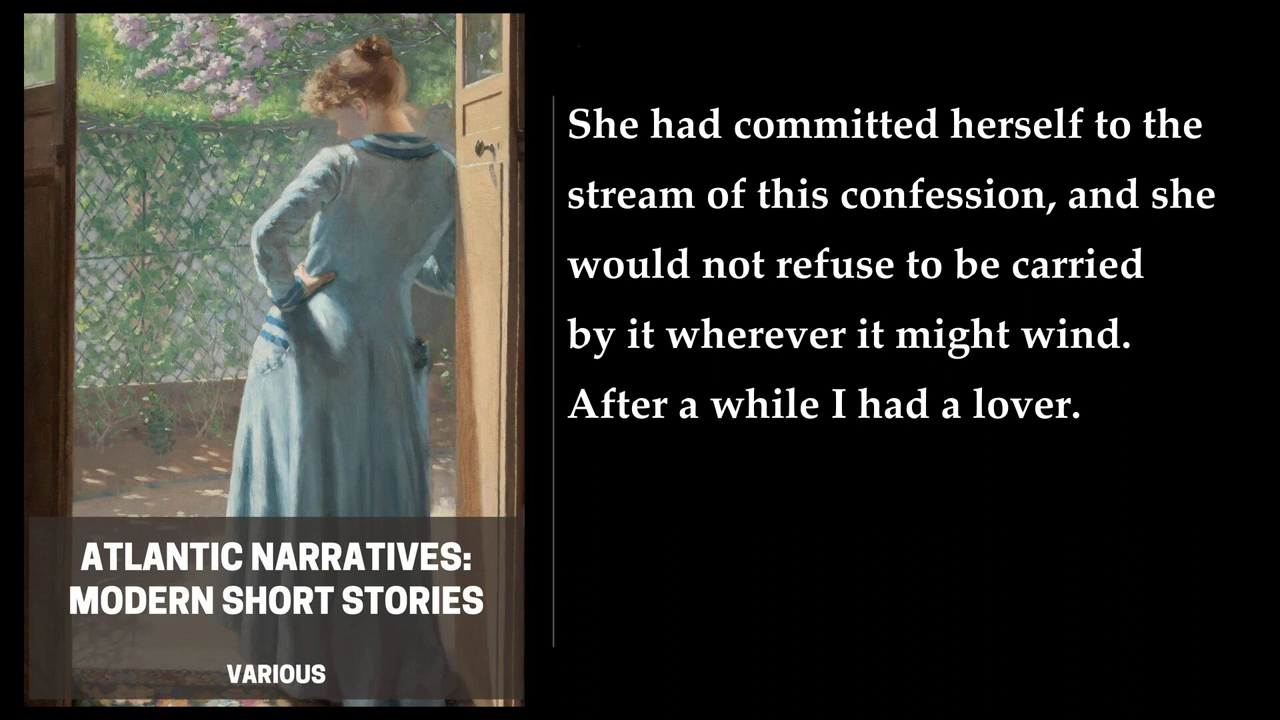 She had committed herself to the
stream of this confession, and she
would not refuse to be carried
by it wherever it might wind.
After a while I had a lover.
ATLANTIC NARRATIVES:
MODERN SHORT STORIES
VARIOUS